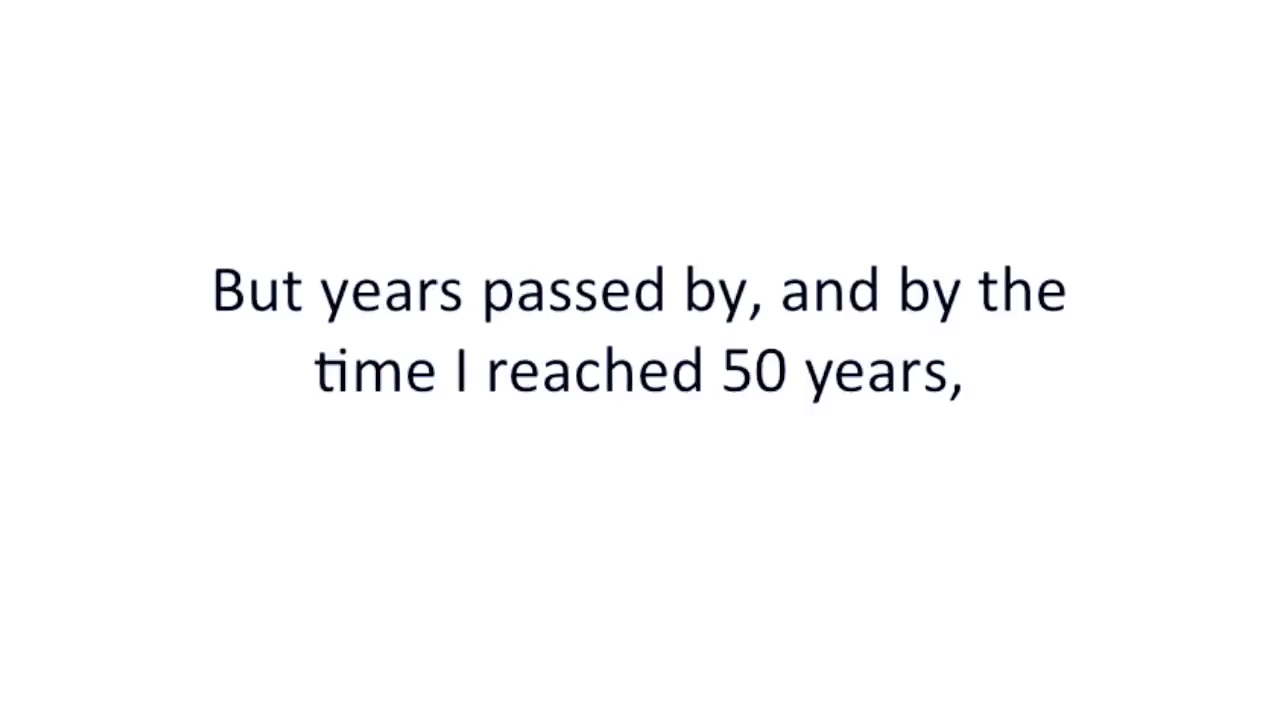 But years passed by, and by the
time I reached 50 years,